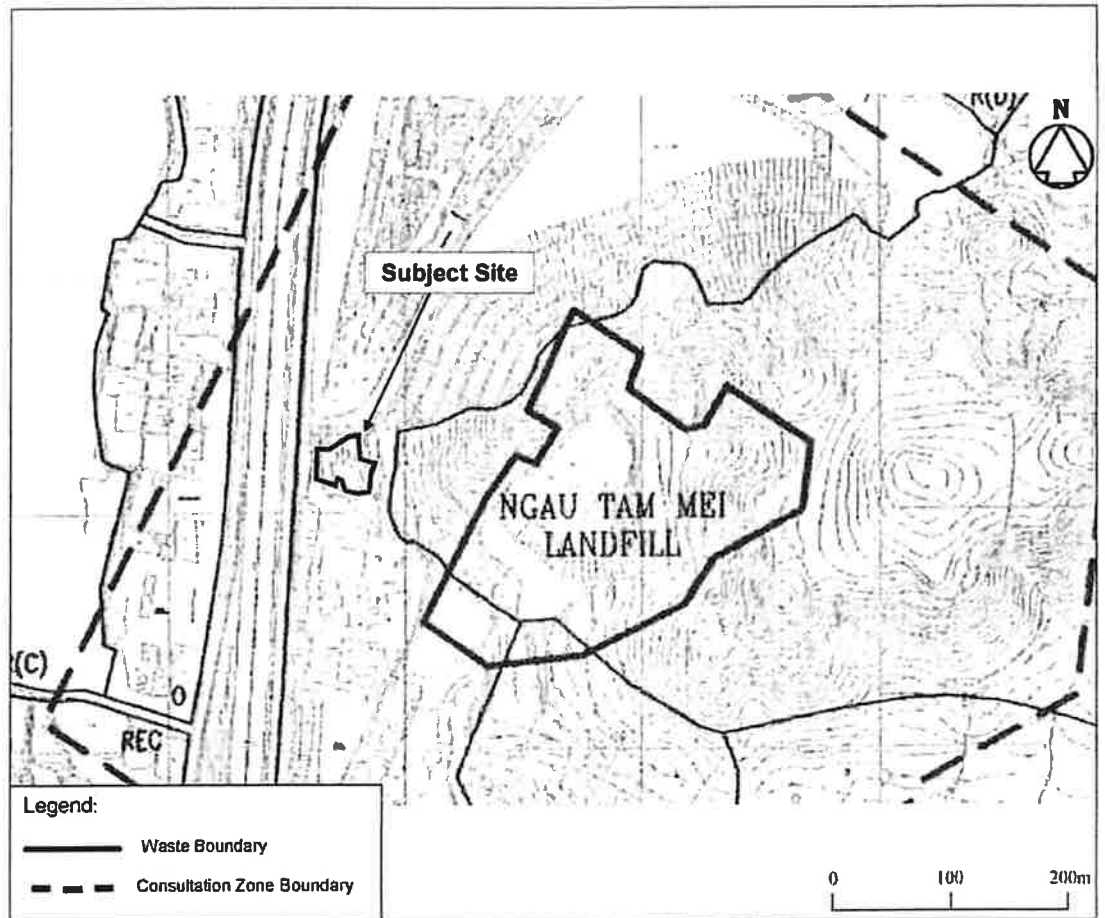 N
Subject Site
NGAU TAM MEI
LANDFILL
(C)
O
REC
Legend:
Waste Boundary
Consultation Zone Boundary
0 100 200m